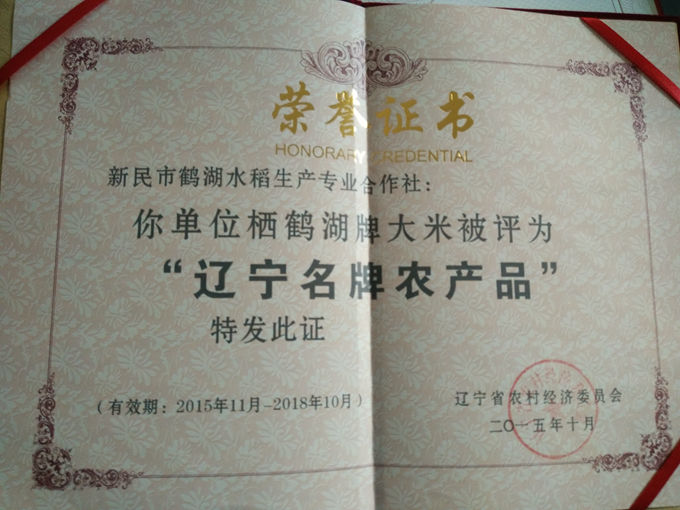 荣誉证书
HONORARY CREDENTIAL
新民市鹤湖水稻生产专业合作社：
你单位栖鹤湖牌大米被评为
“辽宁名牌农产品”
特发此证
（有效期：2015年11月-2018年10月）
辽宁省农村经济委员会
二〇一五年十月